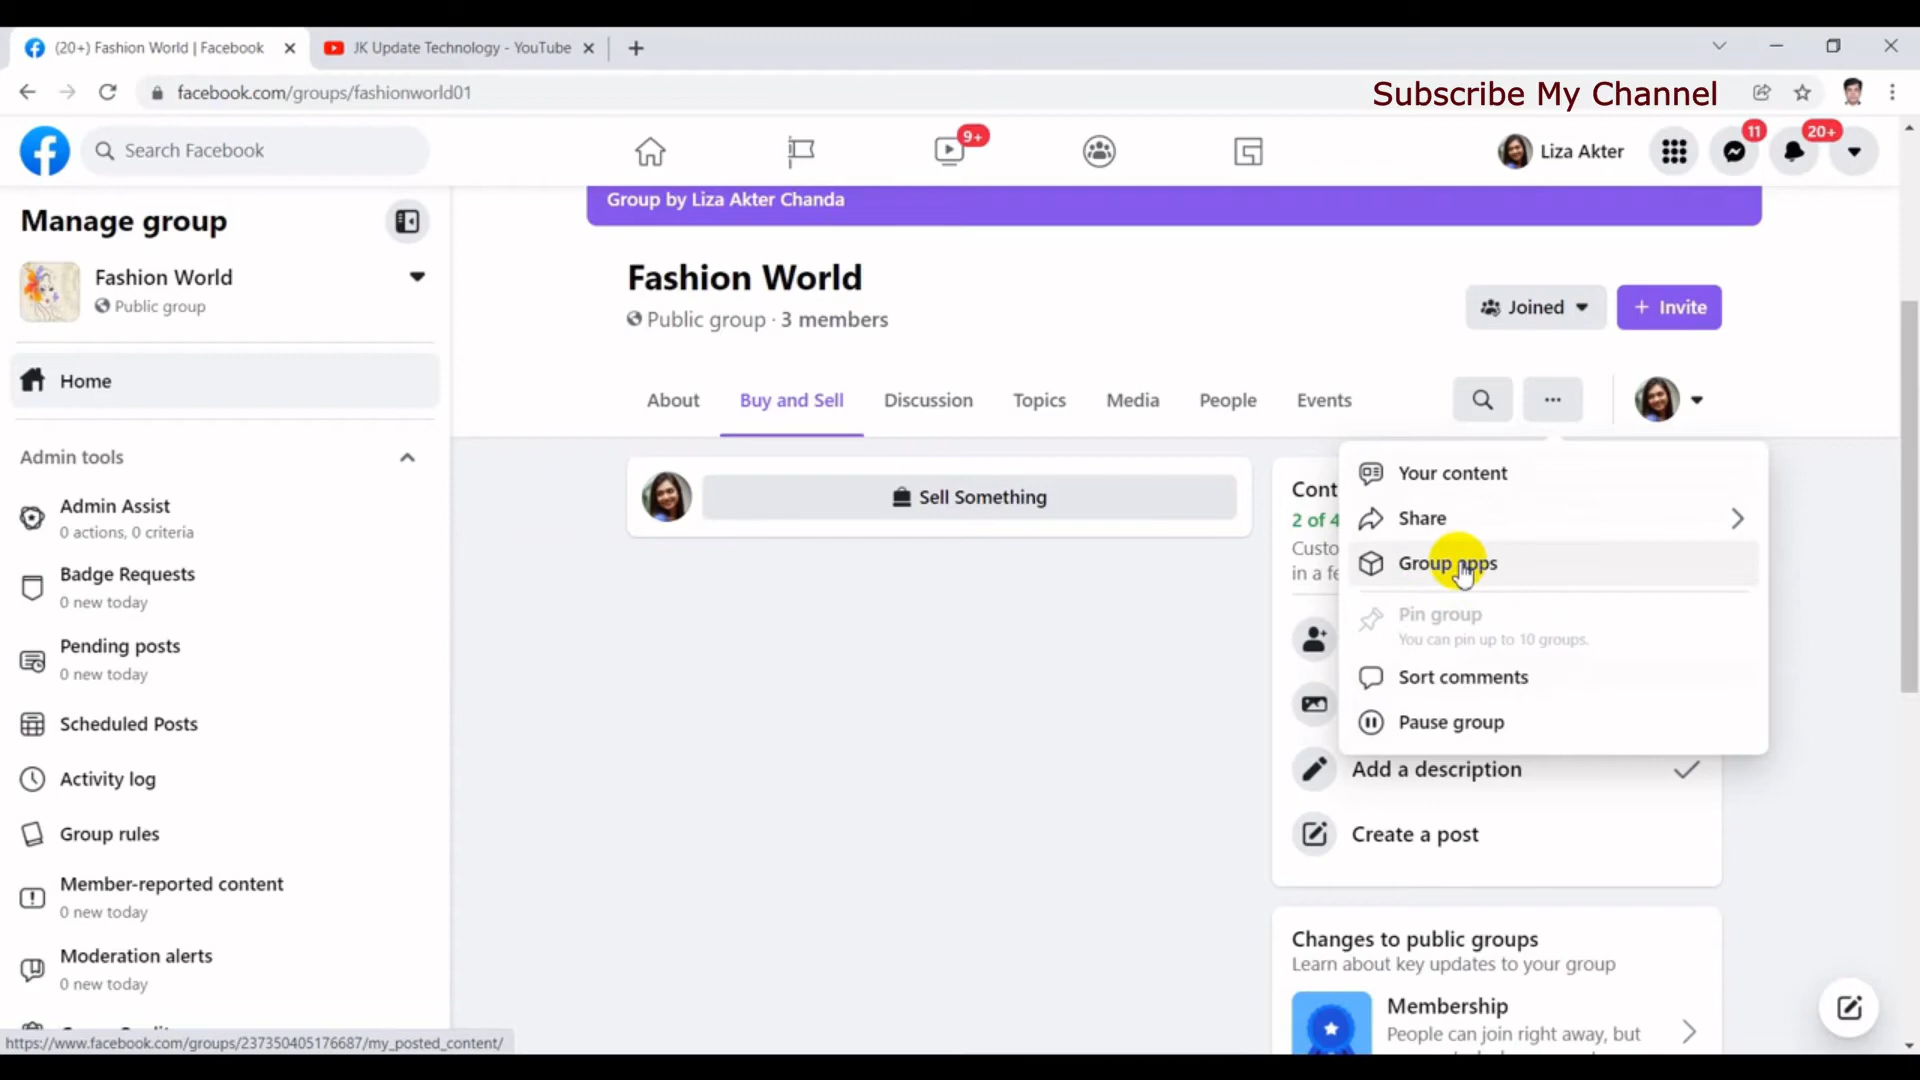 (20+) Fashion World | Facebook
JK Update Technology - YouTube
facebook.com/groups/fashionworld01
Subscribe My Channel
Search Facebook
9+
Liza Akter
11
20+
Manage group
Fashion World
Public group
Home
Admin tools
Admin Assist
0 actions, 0 criteria
Badge Requests
0 new today
Pending posts
0 new today
Scheduled Posts
Activity log
Group rules
Member-reported content
0 new today
Moderation alerts
0 new today
https://www.facebook.com/groups/237350405176687/my_posted_content/
Group by Liza Akter Chanda
Fashion World
Public group · 3 members
Joined
+ Invite
About
Buy and Sell
Discussion
Topics
Media
People
Events
Sell Something
Cont
2 of 4
Custo
in a fe
Your content
Share
Group apps
Pin group
You can pin up to 10 groups.
Sort comments
Pause group
Add a description
Create a post
Changes to public groups
Learn about key updates to your group
Membership
People can join right away, but